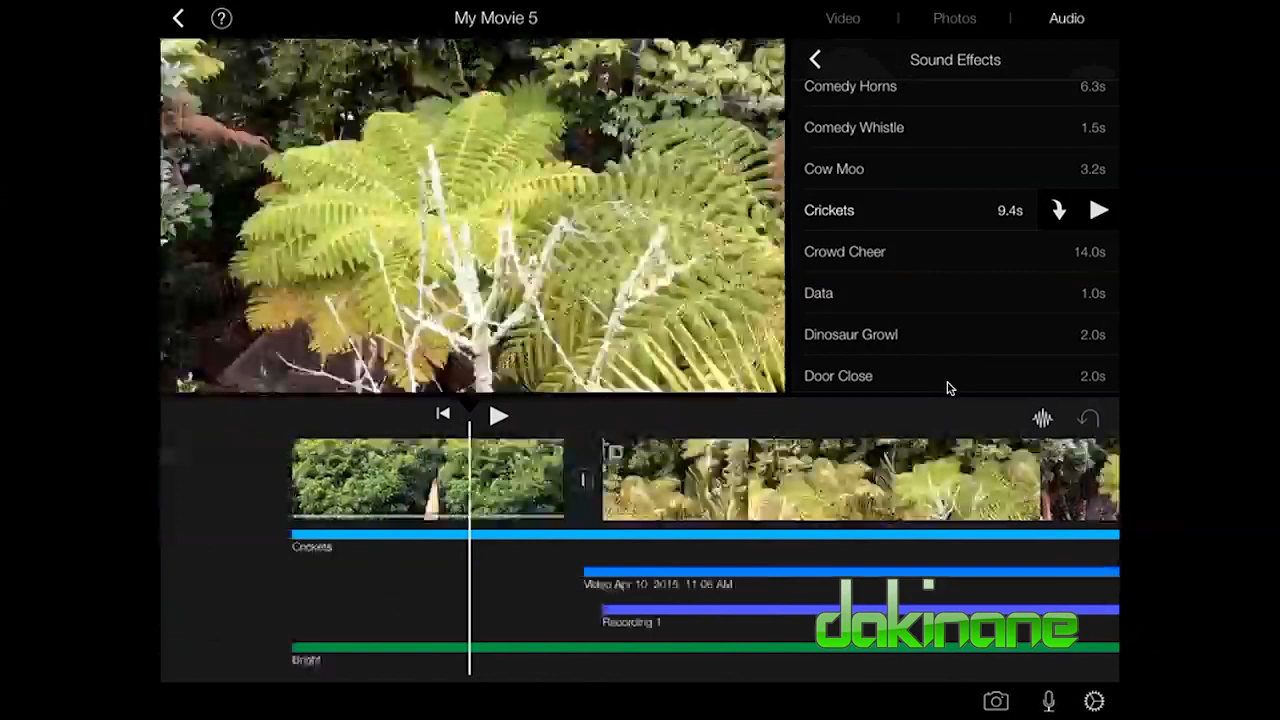 ?
My Movie 5
Video | Photos | Audio
Sound Effects
Comedy Horns 6.3s
Comedy Whistle 1.5s
Cow Moo 3.2s
Crickets 9.4s
Crowd Cheer 14.0s
Data 1.0s
Dinosaur Growl 2.0s
Door Close 2.0s
Crickets
Video Apr 10, 2015, 11:06 AM
Recording 1
dakinane
Bright